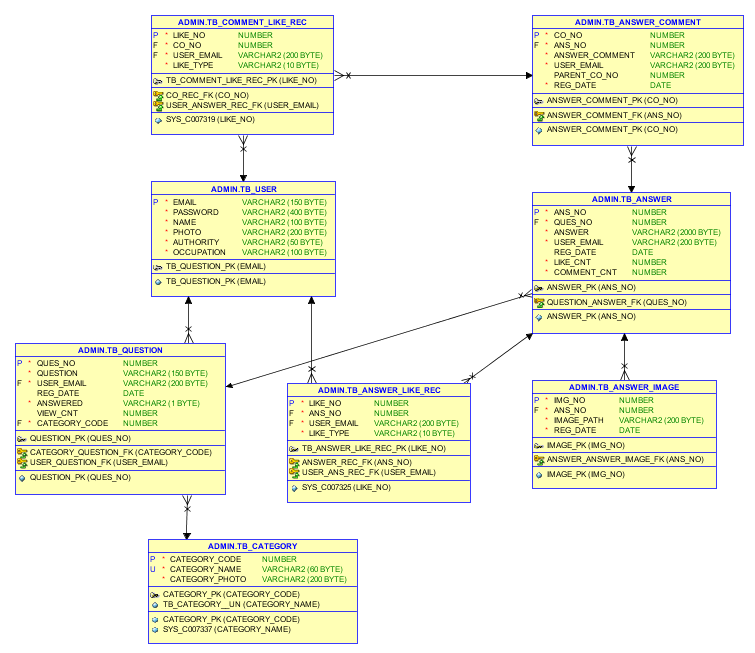 ADMIN.TB_COMMENT_LIKE_REC
P * LIKE_NO NUMBER
F * CO_NO NUMBER
F * USER_EMAIL VARCHAR2 (200 BYTE)
* LIKE_TYPE VARCHAR2 (10 BYTE)
TB_COMMENT_LIKE_REC_PK (LIKE_NO)
CO_REC_FK (CO_NO)
USER_ANSWER_REC_FK (USER_EMAIL)
SYS_C007319 (LIKE_NO)
ADMIN.TB_ANSWER_COMMENT
P * CO_NO NUMBER
F * ANS_NO NUMBER
* ANSWER_COMMENT VARCHAR2 (200 BYTE)
* USER_EMAIL VARCHAR2 (200 BYTE)
PARENT_CO_NO NUMBER
* REG_DATE DATE
ANSWER_COMMENT_PK (CO_NO)
ANSWER_COMMENT_FK (ANS_NO)
ANSWER_COMMENT_PK (CO_NO)
ADMIN.TB_USER
P * EMAIL VARCHAR2 (150 BYTE)
* PASSWORD VARCHAR2 (400 BYTE)
* NAME VARCHAR2 (100 BYTE)
* PHOTO VARCHAR2 (200 BYTE)
* AUTHORITY VARCHAR2 (50 BYTE)
* OCCUPATION VARCHAR2 (100 BYTE)
TB_QUESTION_PK (EMAIL)
TB_QUESTION_PK (EMAIL)
ADMIN.TB_ANSWER
P * ANS_NO NUMBER
F * QUES_NO NUMBER
* ANSWER VARCHAR2 (2000 BYTE)
* USER_EMAIL VARCHAR2 (200 BYTE)
REG_DATE DATE
* LIKE_CNT NUMBER
* COMMENT_CNT NUMBER
ANSWER_PK (ANS_NO)
QUESTION_ANSWER_FK (QUES_NO)
ANSWER_PK (ANS_NO)
ADMIN.TB_QUESTION
P * QUES_NO NUMBER
* QUESTION VARCHAR2 (150 BYTE)
F * USER_EMAIL VARCHAR2 (200 BYTE)
REG_DATE DATE
* ANSWERED VARCHAR2 (1 BYTE)
VIEW_CNT NUMBER
F * CATEGORY_CODE NUMBER
QUESTION_PK (QUES_NO)
CATEGORY_QUESTION_FK (CATEGORY_CODE)
USER_QUESTION_FK (USER_EMAIL)
QUESTION_PK (QUES_NO)
ADMIN.TB_ANSWER_LIKE_REC
P * LIKE_NO NUMBER
F * ANS_NO NUMBER
F * USER_EMAIL VARCHAR2 (200 BYTE)
* LIKE_TYPE VARCHAR2 (10 BYTE)
TB_ANSWER_LIKE_REC_PK (LIKE_NO)
ANSWER_REC_FK (ANS_NO)
USER_ANS_REC_FK (USER_EMAIL)
SYS_C007325 (LIKE_NO)
ADMIN.TB_ANSWER_IMAGE
P * IMG_NO NUMBER
F * ANS_NO NUMBER
* IMAGE_PATH VARCHAR2 (200 BYTE)
* REG_DATE DATE
IMAGE_PK (IMG_NO)
ANSWER_ANSWER_IMAGE_FK (ANS_NO)
IMAGE_PK (IMG_NO)
ADMIN.TB_CATEGORY
P * CATEGORY_CODE NUMBER
U * CATEGORY_NAME VARCHAR2 (60 BYTE)
* CATEGORY_PHOTO VARCHAR2 (200 BYTE)
CATEGORY_PK (CATEGORY_CODE)
TB_CATEGORY__UN (CATEGORY_NAME)
CATEGORY_PK (CATEGORY_CODE)
SYS_C007337 (CATEGORY_NAME)